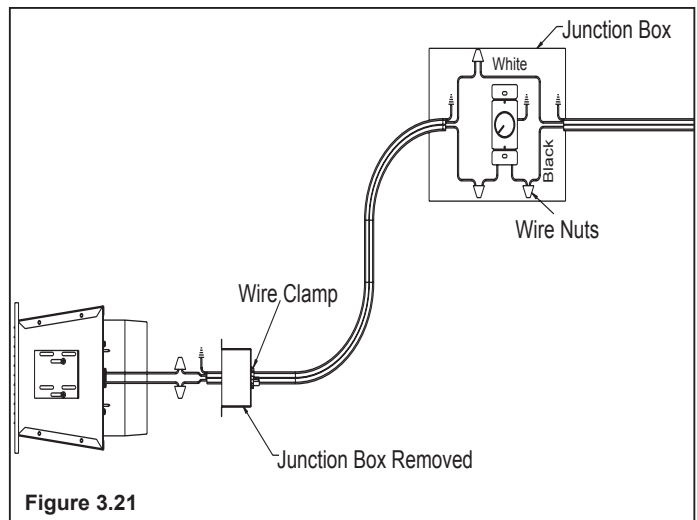 Junction Box
White
Black
Wire Nuts
Wire Clamp
Junction Box Removed
Figure 3.21